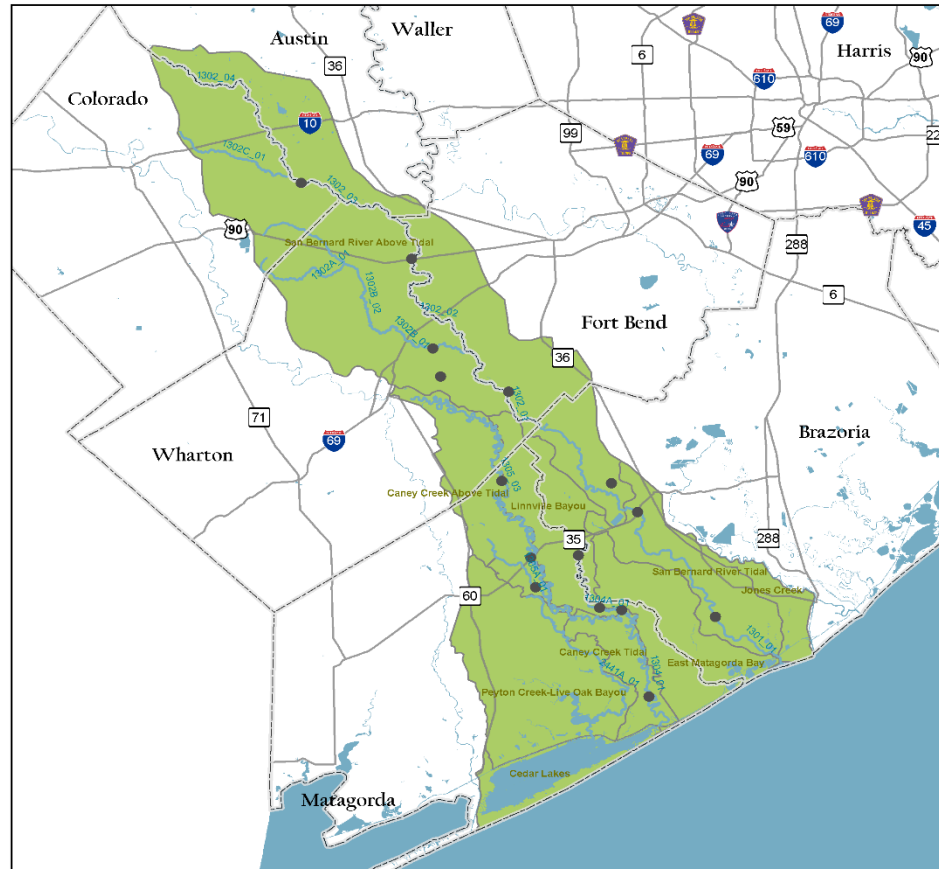 Austin
Waller
69
Harris
36
6
90
1302_04
610
Colorado
10
99
59
22
1302C_01
69
610
90
1302_03
45
90
San Bernard River Above Tidal
288
1302A_01
6
1302B_02
1302_02
Fort Bend
1302B_01
36
1302_01
71
69
Brazoria
Wharton
Caney Creek Above Tidal
Linnville Bayou
35
288
San Bernard River Tidal
60
Jones Creek
1304A_01
1301_01
Caney Creek Tidal
East Matagorda Bay
Peyton Creek-Live Oak Bayou
Cedar Lakes
Matagorda